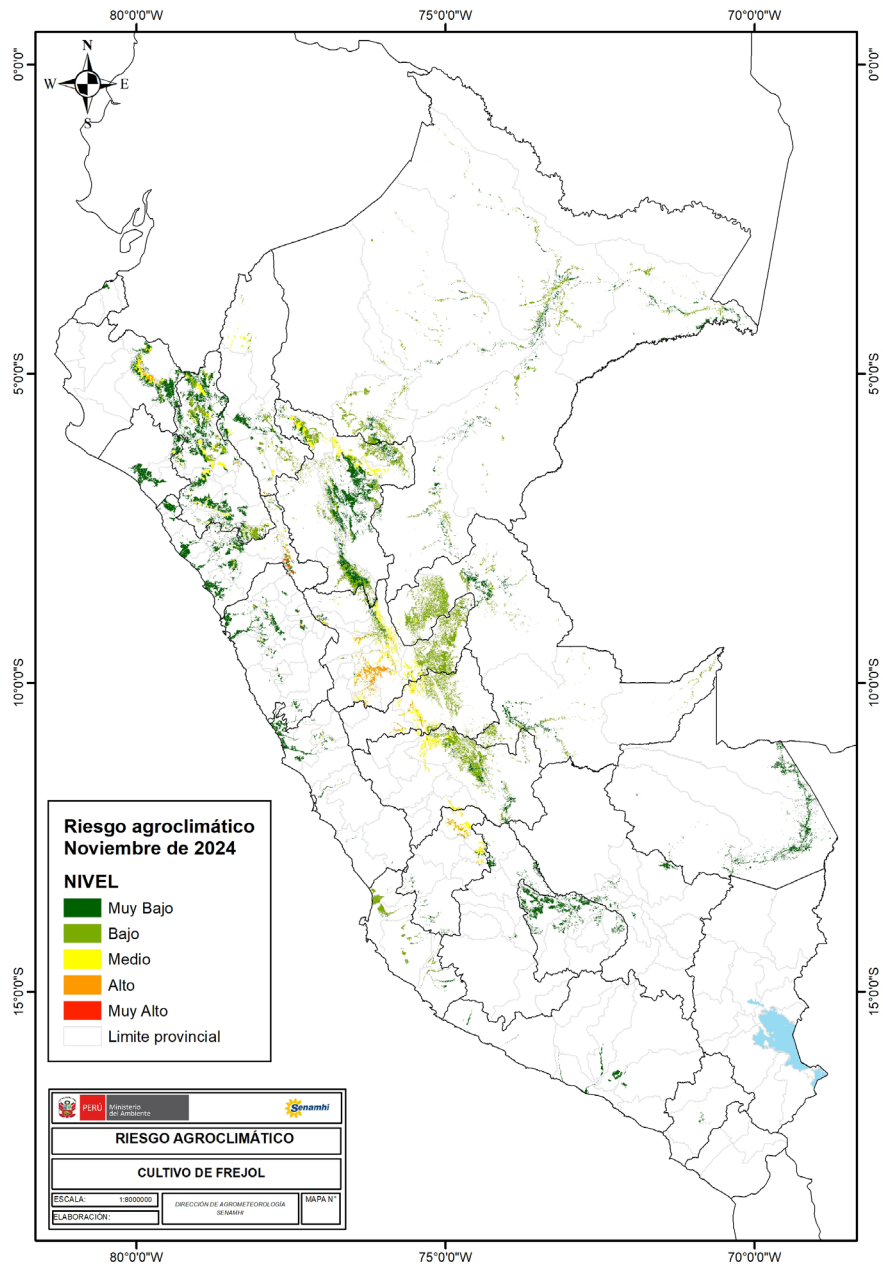 80°0'0"W 75°0'0"W 70°0'0"W
N
W E
S
0°0'0" 0°0'0"
5°0'0"S 5°0'0"S
10°0'0"S 10°0'0"S
15°0'0"S 15°0'0"S
Riesgo agroclimático
Noviembre de 2024
NIVEL
Muy Bajo
Bajo
Medio
Alto
Muy Alto
Limite provincial
PERÚ Ministerio
del Ambiente
Senamhi
RIESGO AGROCLIMÁTICO
CULTIVO DE FREJOL
ESCALA: 1:8000000
ELABORACIÓN:
DIRECCIÓN DE AGROMETEOROLOGÍA
SENAMHI
MAPA N°
80°0'0"W 75°0'0"W 70°0'0"W